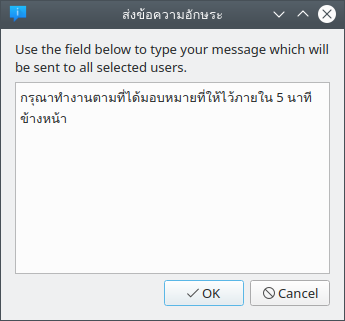 ส่งข้อความอักษระ
Use the field below to type your message which will
be sent to all selected users.
กรุณาทำงานตามที่ได้มอบหมายที่ให้ไว้ภายใน 5 นาที
ข้างหน้า
OK
Cancel